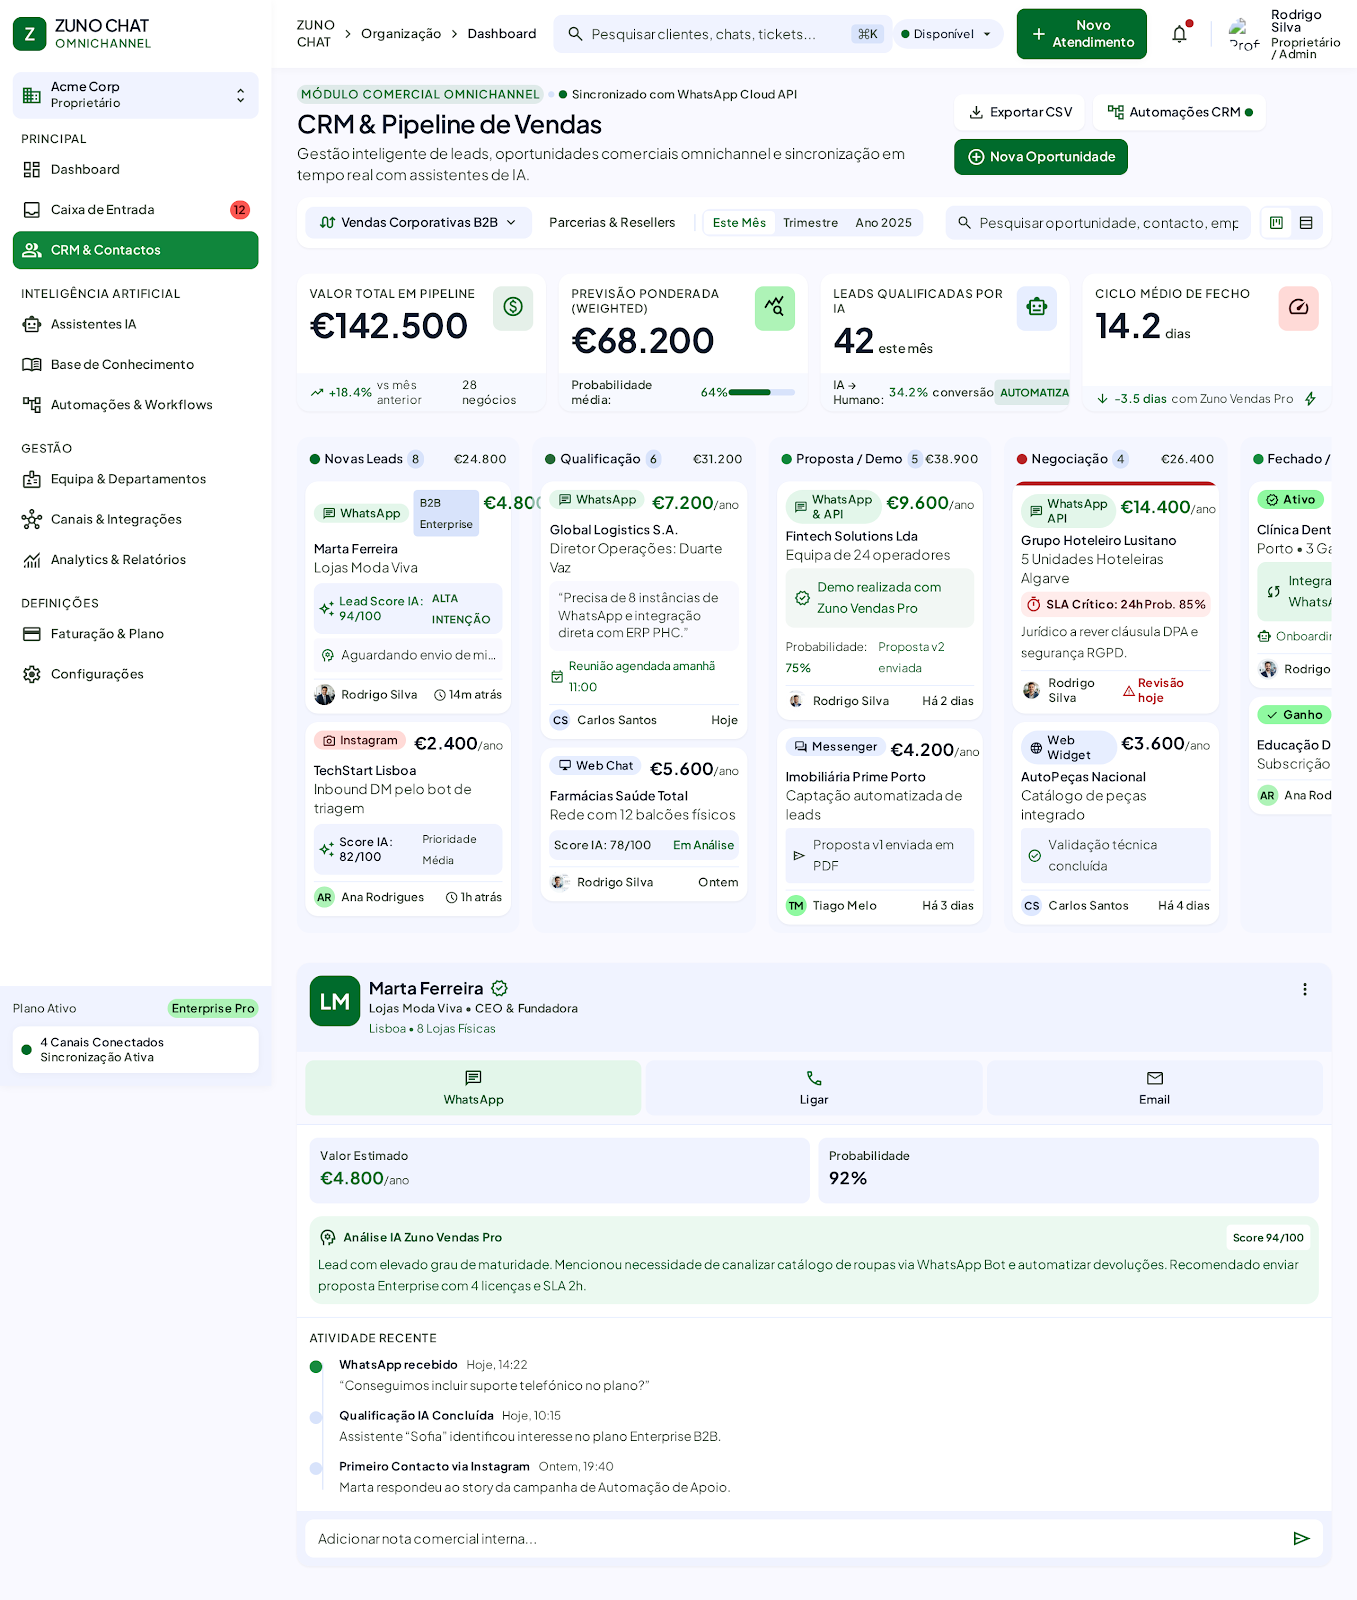 Z
ZUNO CHAT
OMNICHANNEL
Acme Corp
Proprietário
PRINCIPAL
Dashboard
Caixa de Entrada
12
CRM & Contactos
INTELIGÊNCIA ARTIFICIAL
Assistentes IA
Base de Conhecimento
Automações & Workflows
GESTÃO
Equipa & Departamentos
Canais & Integrações
Analytics & Relatórios
DEFINIÇÕES
Faturação & Plano
Configurações
Plano Ativo
Enterprise Pro
4 Canais Conectados
Sincronização Ativa
ZUNO
CHAT
Organização
Dashboard
Pesquisar clientes, chats, tickets...
⌘K
Disponível
Novo
Atendimento
Prof
Rodrigo
Silva
Proprietário
/ Admin
MÓDULO COMERCIAL OMNICHANNEL
Sincronizado com WhatsApp Cloud API
CRM & Pipeline de Vendas
Gestão inteligente de leads, oportunidades comerciais omnichannel e sincronização em
tempo real com assistentes de IA.
Exportar CSV
Automações CRM
Nova Oportunidade
Vendas Corporativas B2B
Parcerias & Resellers
Este Mês
Trimestre
Ano 2025
Pesquisar oportunidade, contacto, emp
VALOR TOTAL EM PIPELINE
€142.500
+18.4%
vs mês
anterior
28
negócios
PREVISÃO PONDERADA
(WEIGHTED)
€68.200
Probabilidade
média:
64%
LEADS QUALIFICADAS POR
IA
42 este mês
IA →
Humano:
34.2%
conversão
AUTOMATIZA
CICLO MÉDIO DE FECHO
14.2 dias
-3.5 dias
com Zuno Vendas Pro
Novas Leads
8
€24.800
WhatsApp
B2B
Enterprise
€4.800
Marta Ferreira
Lojas Moda Viva
Lead Score IA:
94/100
ALTA
INTENÇÃO
Aguardando envio de mi...
Rodrigo Silva
14m atrás
Instagram
€2.400/ano
TechStart Lisboa
Inbound DM pelo bot de
triagem
Score IA:
82/100
Prioridade
Média
AR
Ana Rodrigues
1h atrás
Qualificação
6
€31.200
WhatsApp
€7.200/ano
Global Logistics S.A.
Diretor Operações: Duarte
Vaz
“Precisa de 8 instâncias de
WhatsApp e integração
direta com ERP PHC.”
Reunião agendada amanhã
11:00
CS
Carlos Santos
Hoje
Web Chat
€5.600/ano
Farmácias Saúde Total
Rede com 12 balcões físicos
Score IA: 78/100
Em Análise
Rodrigo Silva
Ontem
Proposta / Demo
5
€38.900
WhatsApp
& API
€9.600/ano
Fintech Solutions Lda
Equipa de 24 operadores
Demo realizada com
Zuno Vendas Pro
Probabilidade:
75%
Proposta v2
enviada
Rodrigo Silva
Há 2 dias
Messenger
€4.200/ano
Imobiliária Prime Porto
Captação automatizada de
leads
Proposta v1 enviada em
PDF
TM
Tiago Melo
Há 3 dias
Negociação
4
€26.400
WhatsApp
API
€14.400/ano
Grupo Hoteleiro Lusitano
5 Unidades Hoteleiras
Algarve
SLA Crítico: 24h
Prob. 85%
Jurídico a rever cláusula DPA e
segurança RGPD.
Rodrigo
Silva
Revisão
hoje
Web
Widget
€3.600/ano
AutoPeças Nacional
Catálogo de peças
integrado
Validação técnica
concluída
CS
Carlos Santos
Há 4 dias
Fechado /
Ativo
Clínica Dent
Porto • 3 Ga
Integra
WhatsA
Onboardin
Rodrigo
Ganho
Educação D
Subscrição
AR
Ana Rod
LM
Marta Ferreira
Lojas Moda Viva • CEO & Fundadora
Lisboa • 8 Lojas Físicas
WhatsApp
Ligar
Email
Valor Estimado
€4.800/ano
Probabilidade
92%
Análise IA Zuno Vendas Pro
Score 94/100
Lead com elevado grau de maturidade. Mencionou necessidade de canalizar catálogo de roupas via WhatsApp Bot e automatizar devoluções. Recomendado enviar
proposta Enterprise com 4 licenças e SLA 2h.
ATIVIDADE RECENTE
WhatsApp recebido Hoje, 14:22
“Conseguimos incluir suporte telefónico no plano?”
Qualificação IA Concluída Hoje, 10:15
Assistente “Sofia” identificou interesse no plano Enterprise B2B.
Primeiro Contacto via Instagram Ontem, 19:40
Marta respondeu ao story da campanha de Automação de Apoio.
Adicionar nota comercial interna...